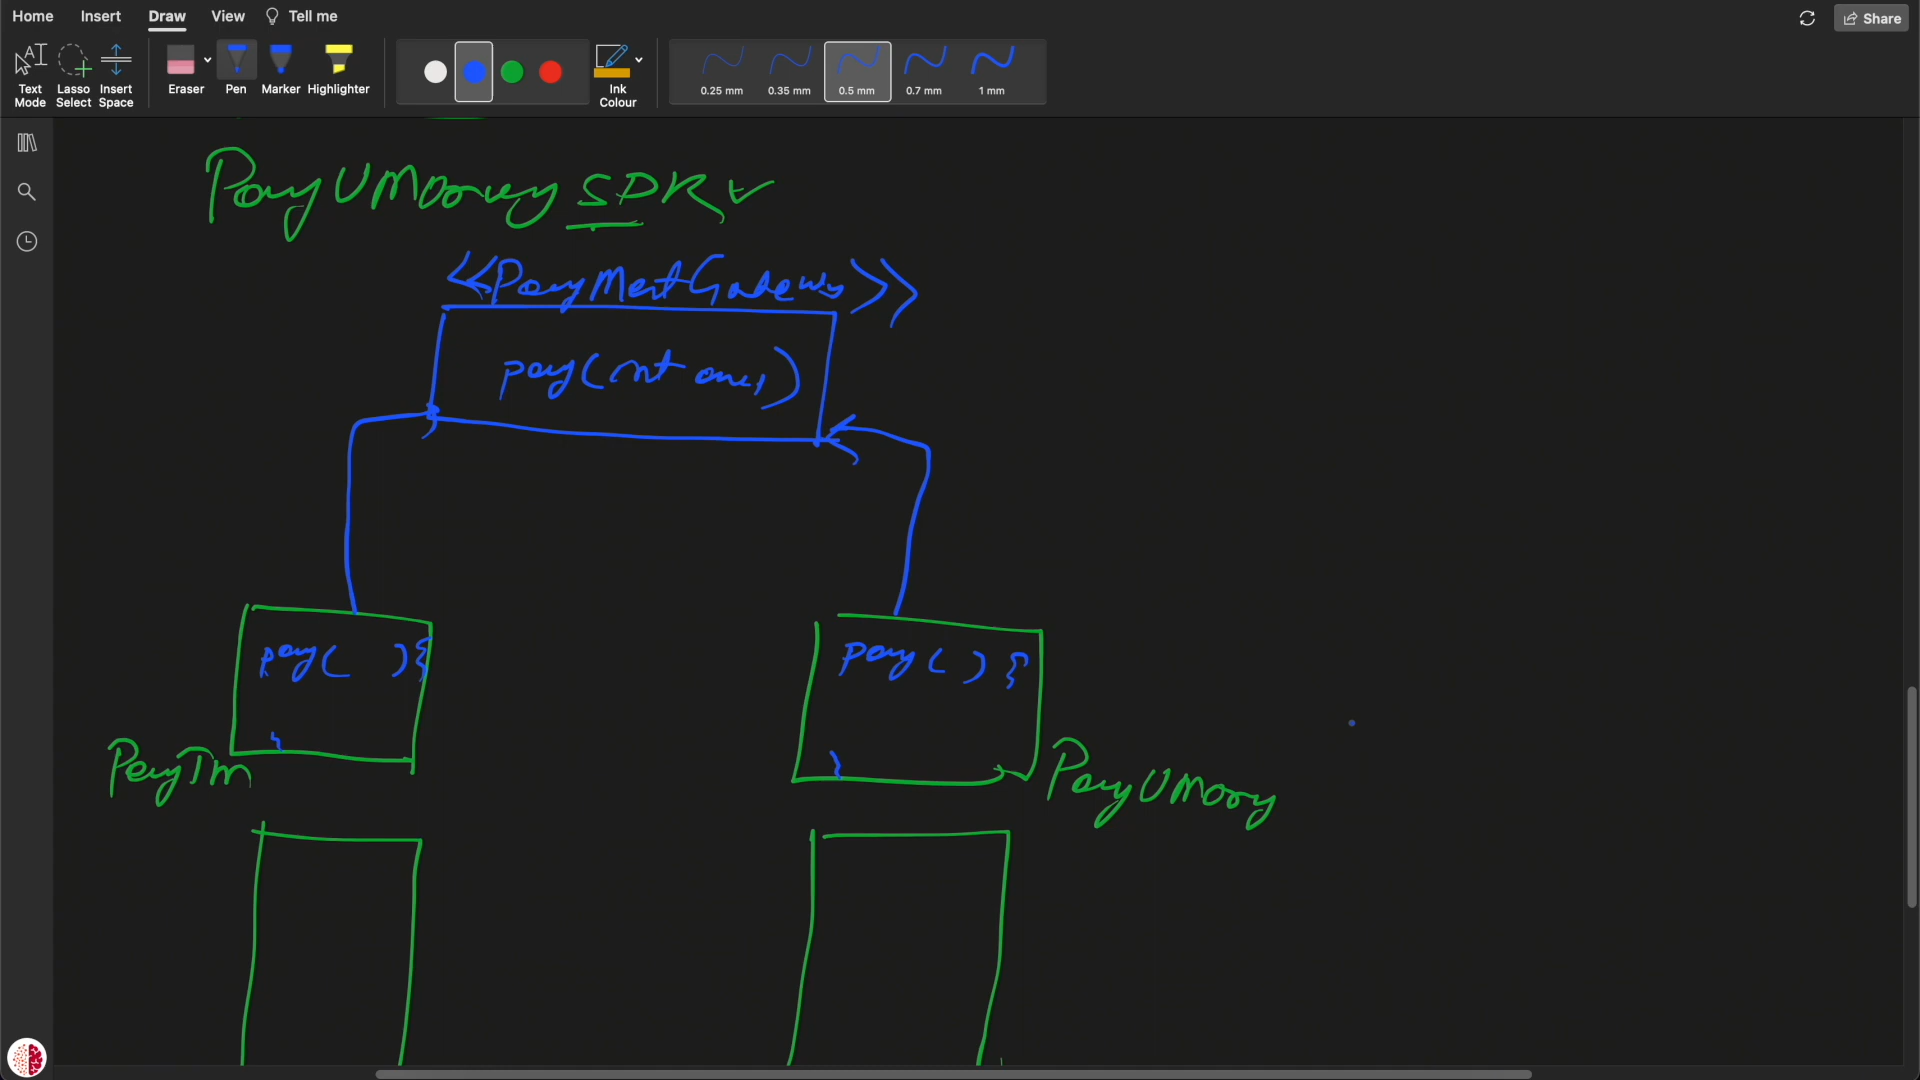 Home Insert Draw View Tell me Share
Text Mode Lasso Select Insert Space Eraser Pen Marker Highlighter Ink Colour 0.25 mm 0.35 mm 0.5 mm 0.7 mm 1 mm
PayUMoney SDK
<<PaymentGateway>>
pay(int amt)
pay( ){ pay( ){
} }
PayTm PayUMoney